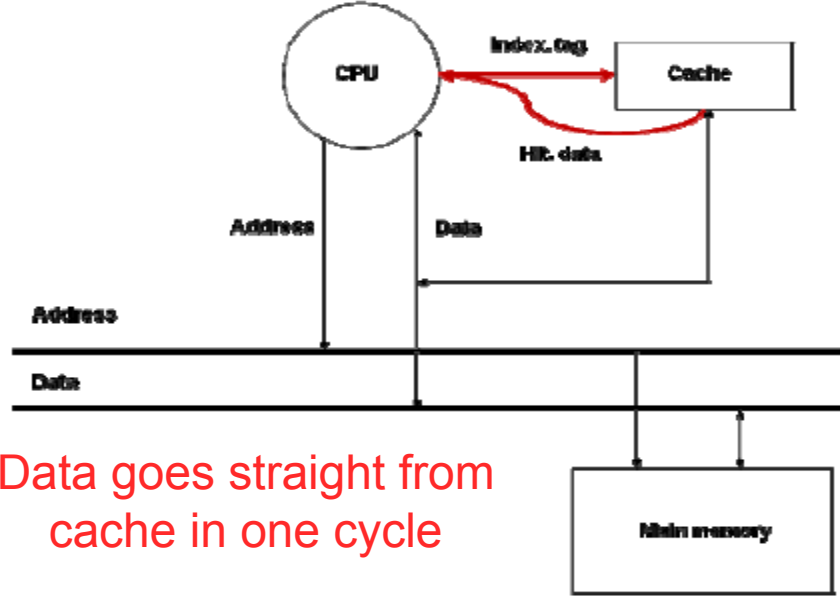 Index, tag
CPU
Cache
Hit, data
Address
Data
Address
Data
Data goes straight from
cache in one cycle
Main memory